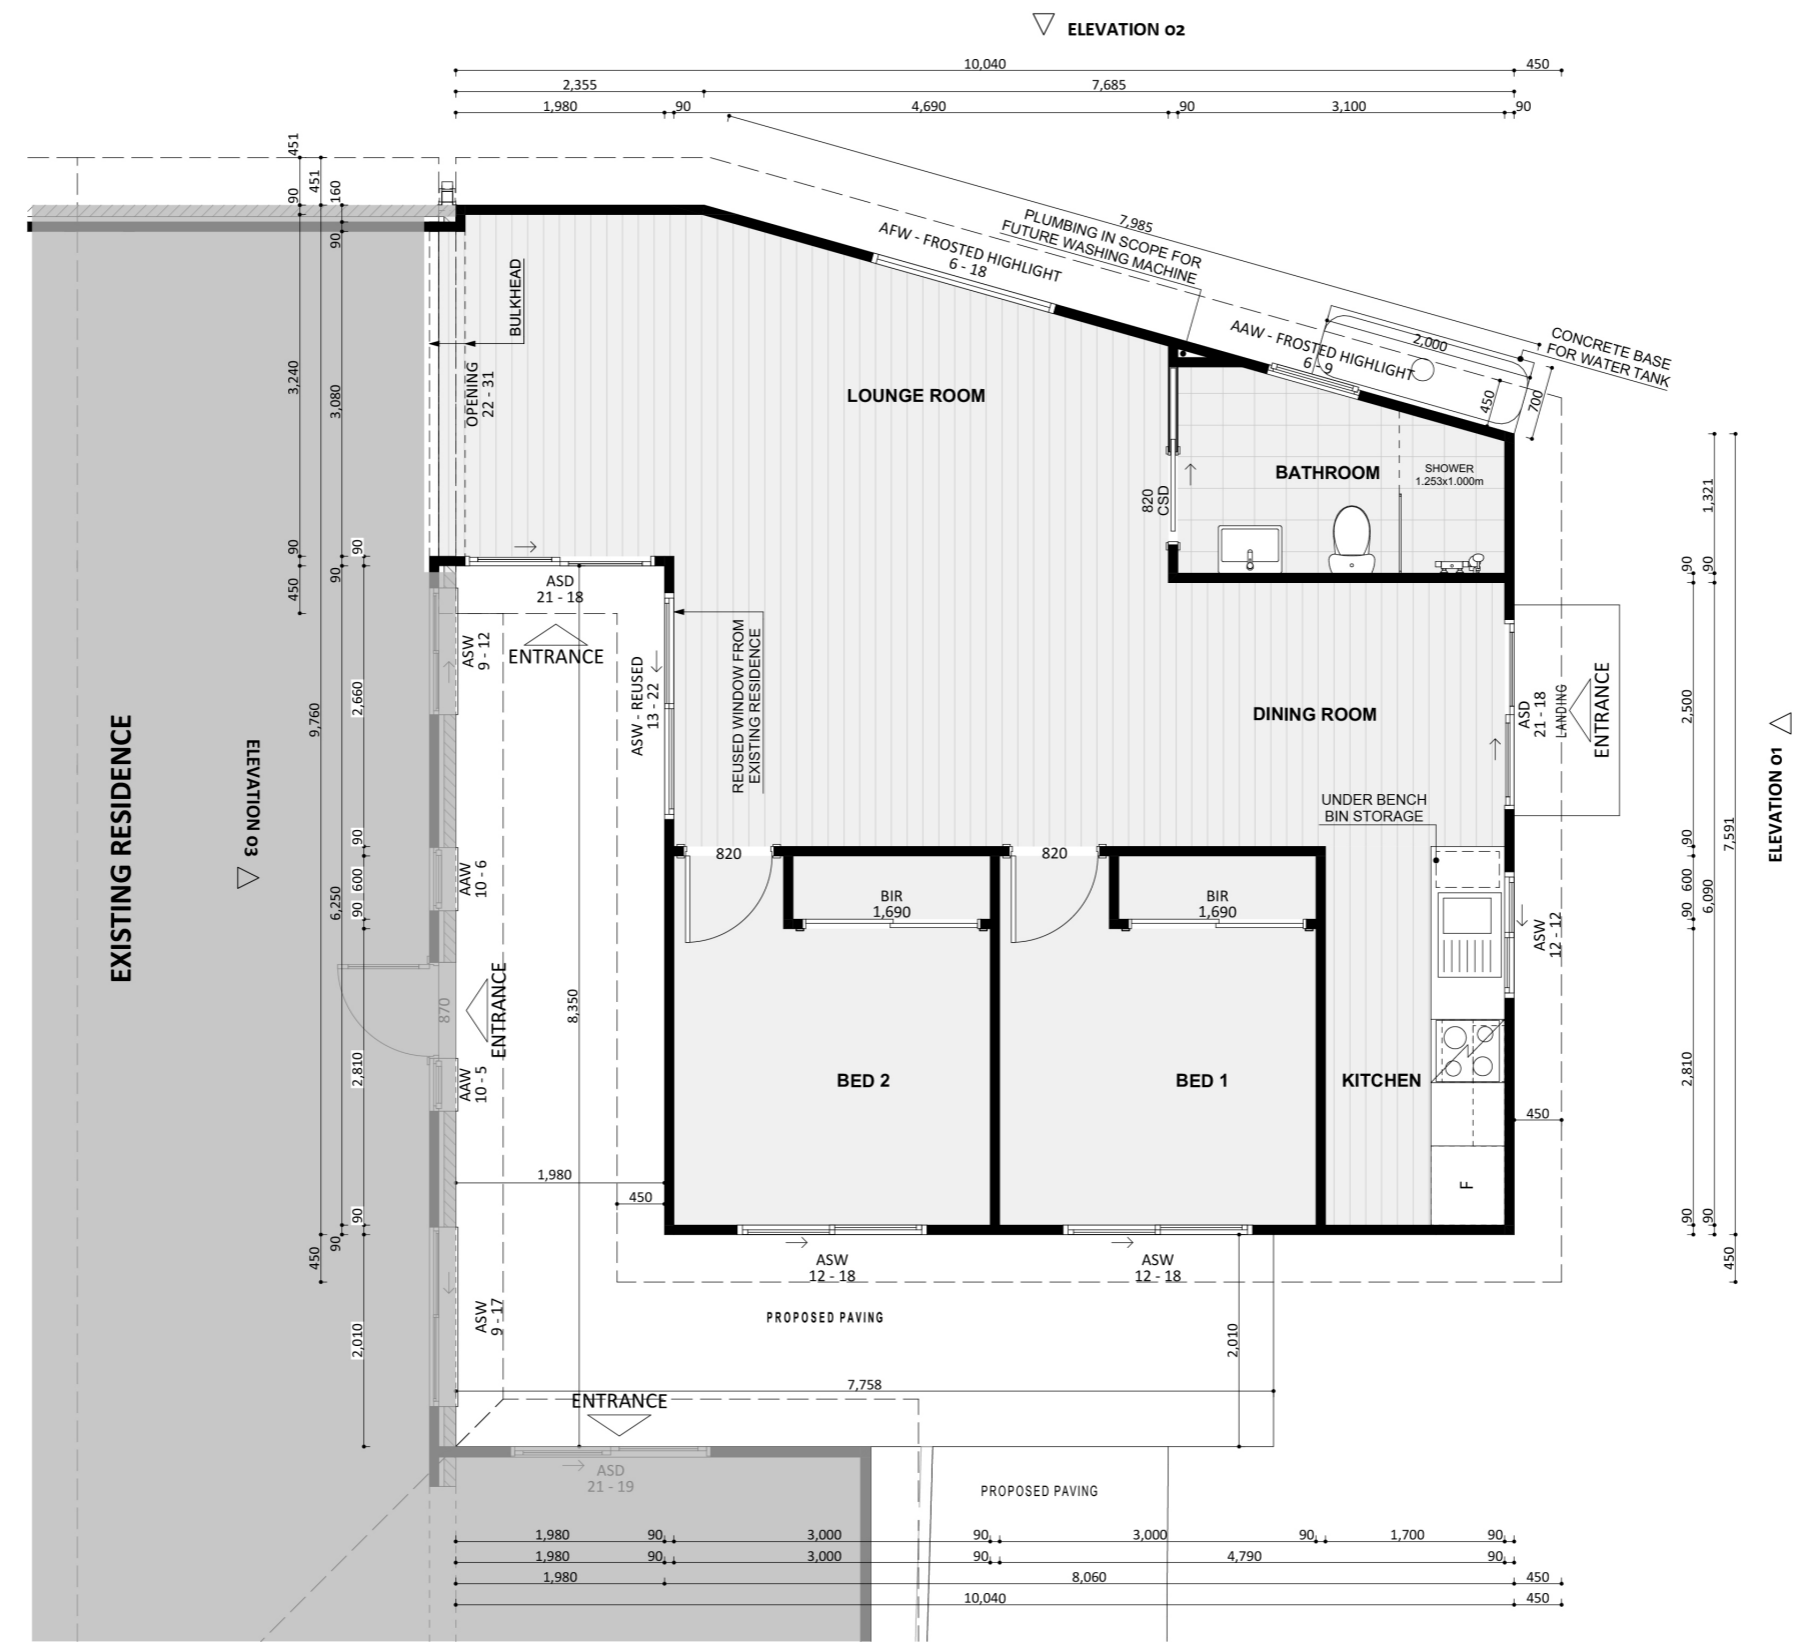 ELEVATION 02
10,040
450
2,355
7,685
1,980
90
4,690
90
3,100
90
451
451
90
160
90
7,985
PLUMBING IN SCOPE FOR
FUTURE WASHING MACHINE
AFW - FROSTED HIGHLIGHT
6 - 18
AAW - FROSTED HIGHLIGHT
6 - 9
2,000
CONCRETE BASE
FOR WATER TANK
450
700
BULKHEAD
OPENING
22 - 31
3,240
3,080
LOUNGE ROOM
BATHROOM
SHOWER
1.253x1.000m
820
CSD
1,321
90
90
90
90
90
450
ASD
21 - 18
ENTRANCE
ASW
9 - 12
ASW - REUSED
13 - 22
REUSED WINDOW FROM
EXISTING RESIDENCE
DINING ROOM
ASD
21 - 18
LANDING
ENTRANCE
2,500
ELEVATION 01
EXISTING RESIDENCE
ELEVATION 03
9,760
2,660
90
600
90
6,250
AAW
10 - 6
820
820
BIR
1,690
BIR
1,690
UNDER BENCH
BIN STORAGE
ASW
12 - 12
90
600
90
6,090
7,591
870
ENTRANCE
8,350
2,810
AAW
10 - 5
BED 2
BED 1
KITCHEN
F
450
2,810
1,980
450
90
90
450
90
90
450
ASW
12 - 18
ASW
12 - 18
ASW
9 - 17
2,010
PROPOSED PAVING
2,010
7,758
ENTRANCE
ASD
21 - 19
PROPOSED PAVING
1,980
90
3,000
90
3,000
90
1,700
90
1,980
90
3,000
90
4,790
90
1,980
8,060
450
10,040
450